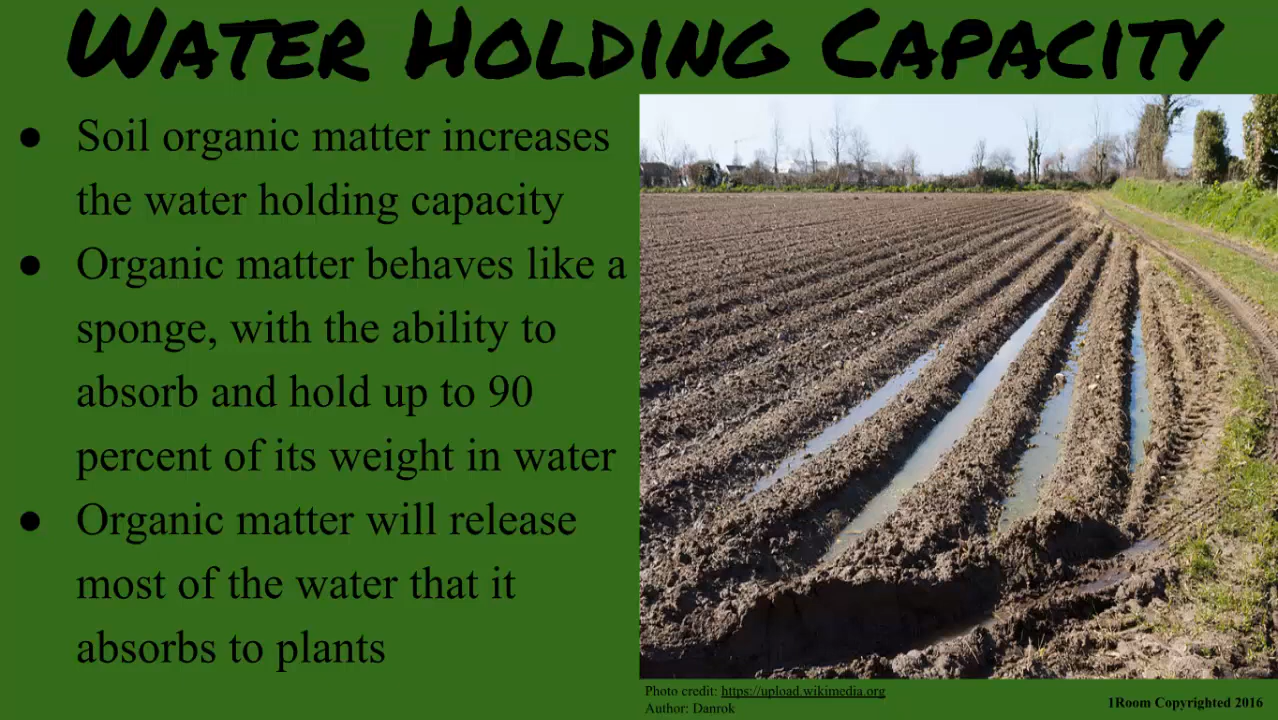 WATER HOLDING CAPACITY
● Soil organic matter increases
the water holding capacity
● Organic matter behaves like a
sponge, with the ability to
absorb and hold up to 90
percent of its weight in water
● Organic matter will release
most of the water that it
absorbs to plants
Photo credit: https://upload.wikimedia.org
Author: Danrok
1Room Copyrighted 2016